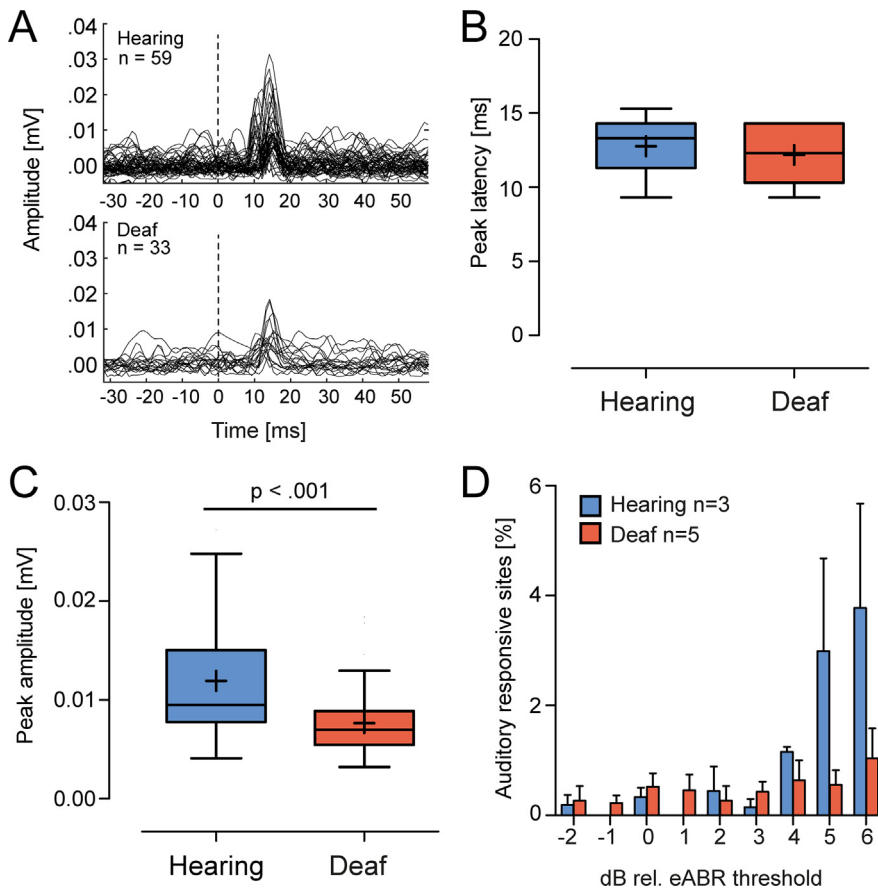 A
Amplitude [mV]
.04
.03
.02
.01
.00
Hearing
n = 59
-30 -20 -10 0 10 20 30 40 50
.04
.03
.02
.01
.00
Deaf
n = 33
-30 -20 -10 0 10 20 30 40 50
Time [ms]
B
Peak latency [ms]
20
15
10
5
0
Hearing Deaf
C
Peak amplitude [mV]
p < .001
0.03
0.02
0.01
0.00
Hearing Deaf
D
Auditory responsive sites [%]
6
4
2
0
Hearing n=3
Deaf n=5
-2 -1 0 1 2 3 4 5 6
dB rel. eABR threshold